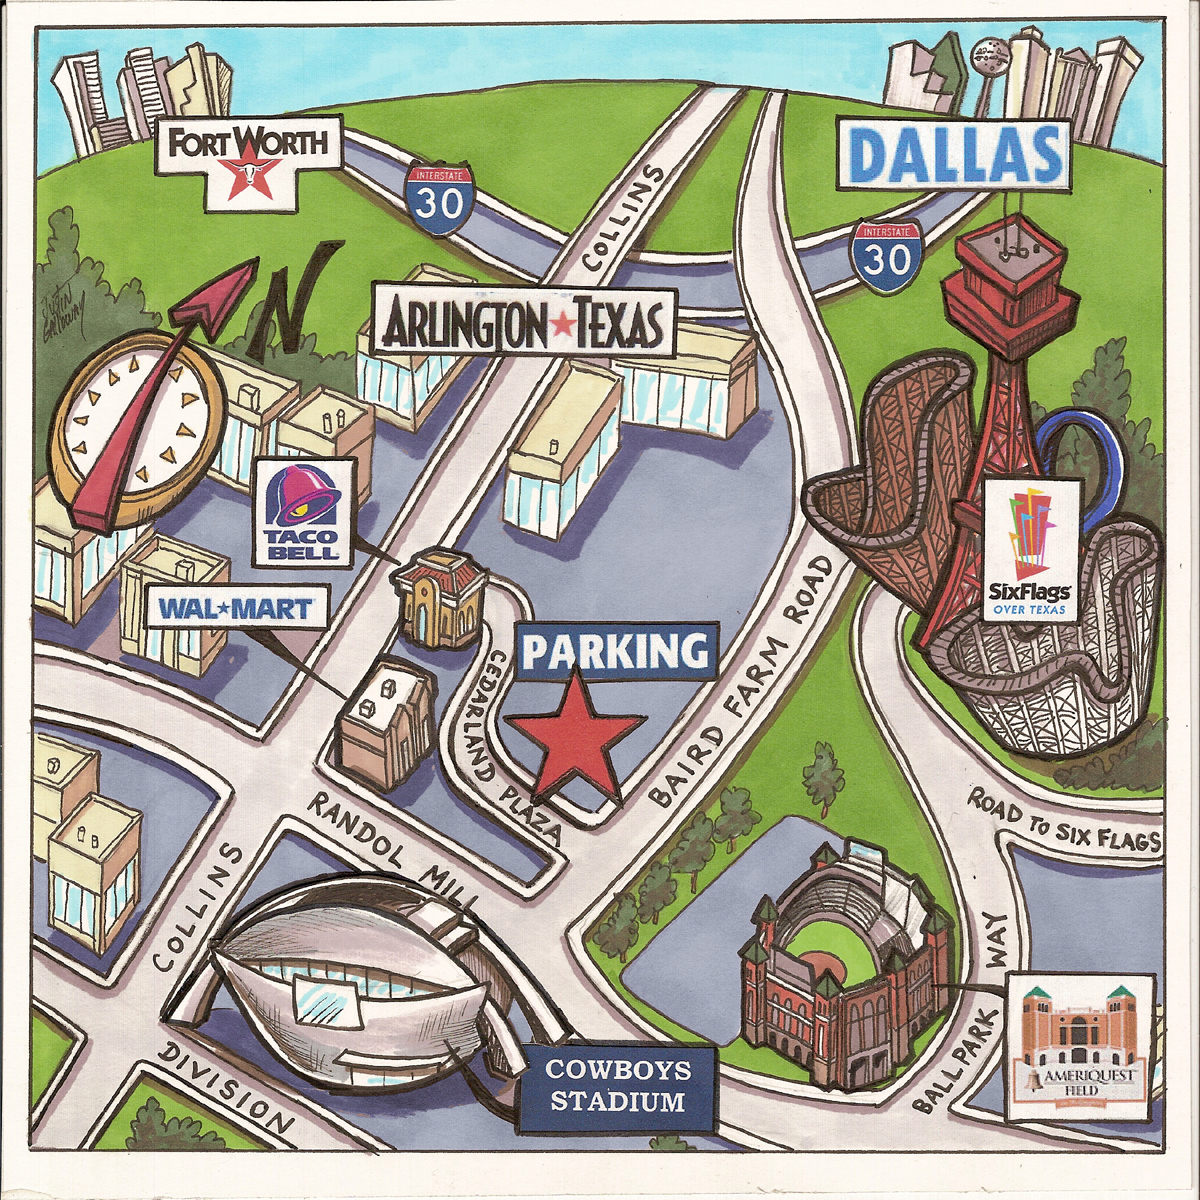 FORT WORTH
DALLAS
INTERSTATE
30
INTERSTATE
30
COLLINS
N
ARLINGTON TEXAS
JUSTIN
GALLOWAY
TACO
BELL
SixFlags
OVER TEXAS
WAL★MART
PARKING
CEDARLAND PLAZA
BAIRD FARM ROAD
RANDOL MILL
ROAD TO SIX FLAGS
COLLINS
BALLPARK WAY
DIVISION
COWBOYS
STADIUM
AMERIQUEST
FIELD